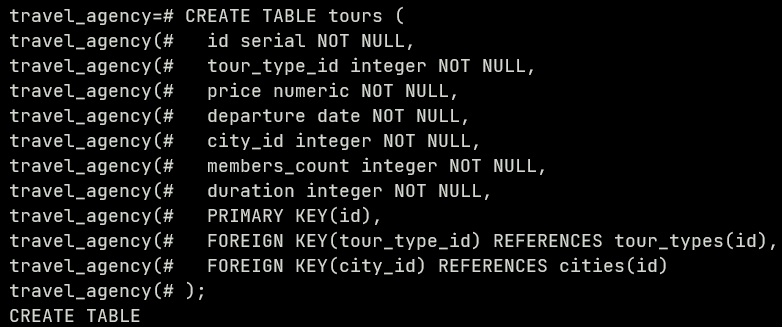 travel_agency=# CREATE TABLE tours (
travel_agency(#   id serial NOT NULL,
travel_agency(#   tour_type_id integer NOT NULL,
travel_agency(#   price numeric NOT NULL,
travel_agency(#   departure date NOT NULL,
travel_agency(#   city_id integer NOT NULL,
travel_agency(#   members_count integer NOT NULL,
travel_agency(#   duration integer NOT NULL,
travel_agency(#   PRIMARY KEY(id),
travel_agency(#   FOREIGN KEY(tour_type_id) REFERENCES tour_types(id),
travel_agency(#   FOREIGN KEY(city_id) REFERENCES cities(id)
travel_agency(# );
CREATE TABLE